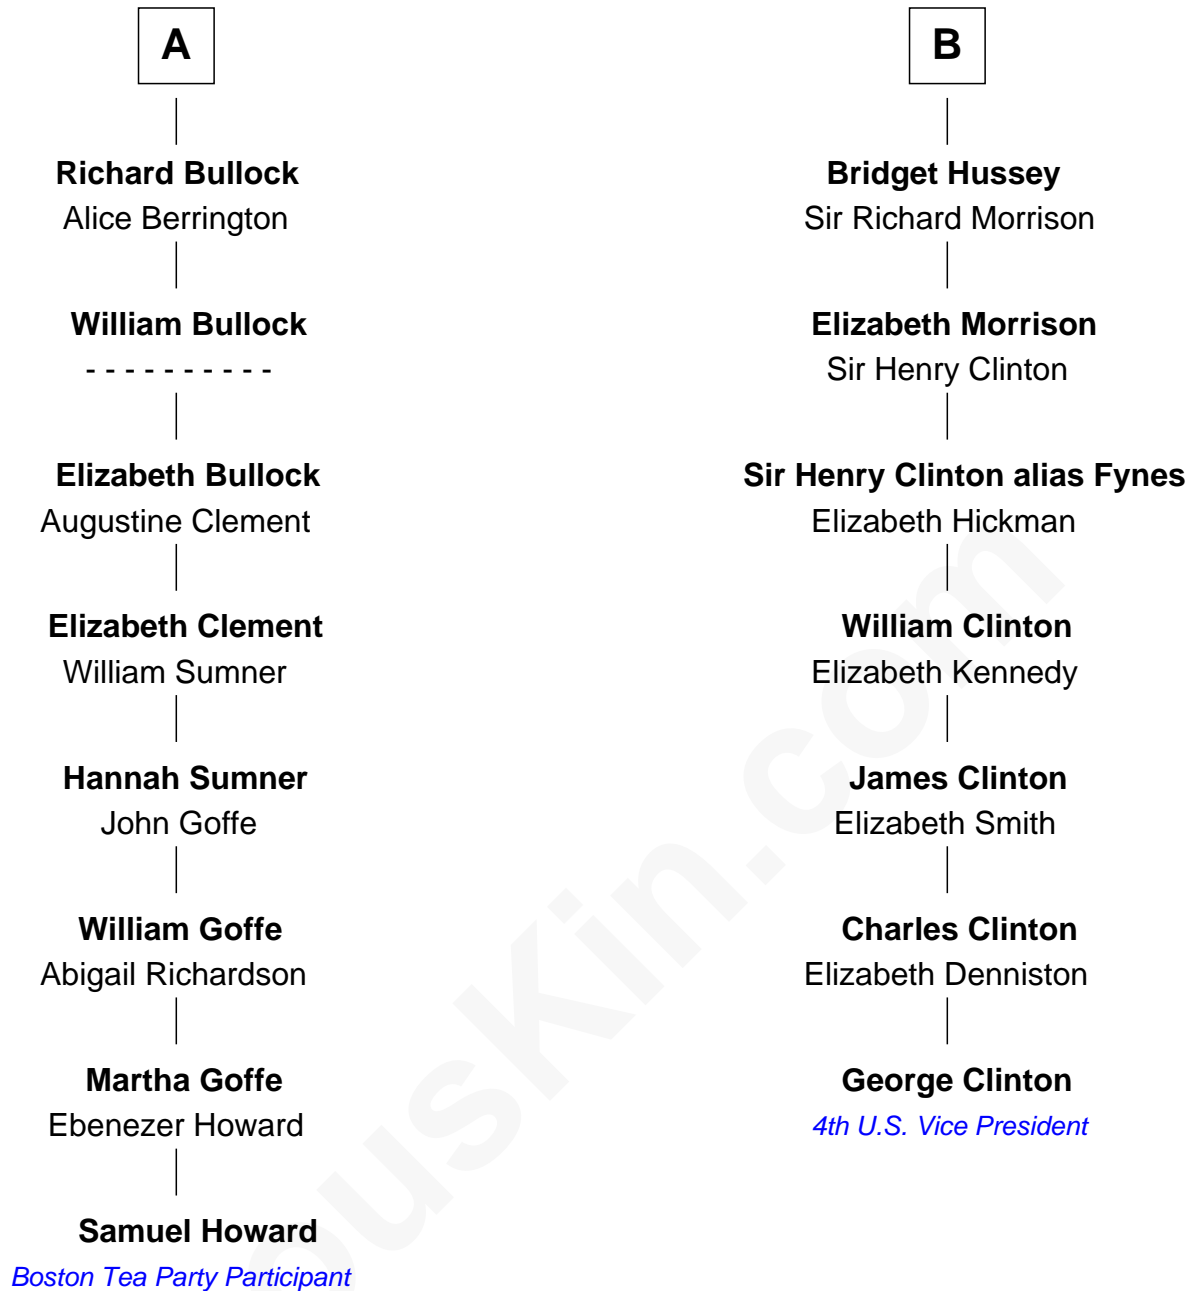 A
Richard Bullock
Alice Berrington
William Bullock
- - - - - - - - - -
Elizabeth Bullock
Augustine Clement
Elizabeth Clement
William Sumner
Hannah Sumner
John Goffe
William Goffe
Abigail Richardson
Martha Goffe
Ebenezer Howard
Samuel Howard
Boston Tea Party Participant
B
Bridget Hussey
Sir Richard Morrison
Elizabeth Morrison
Sir Henry Clinton
Sir Henry Clinton alias Fynes
Elizabeth Hickman
William Clinton
Elizabeth Kennedy
James Clinton
Elizabeth Smith
Charles Clinton
Elizabeth Denniston
George Clinton
4th U.S. Vice President
ouskin.com